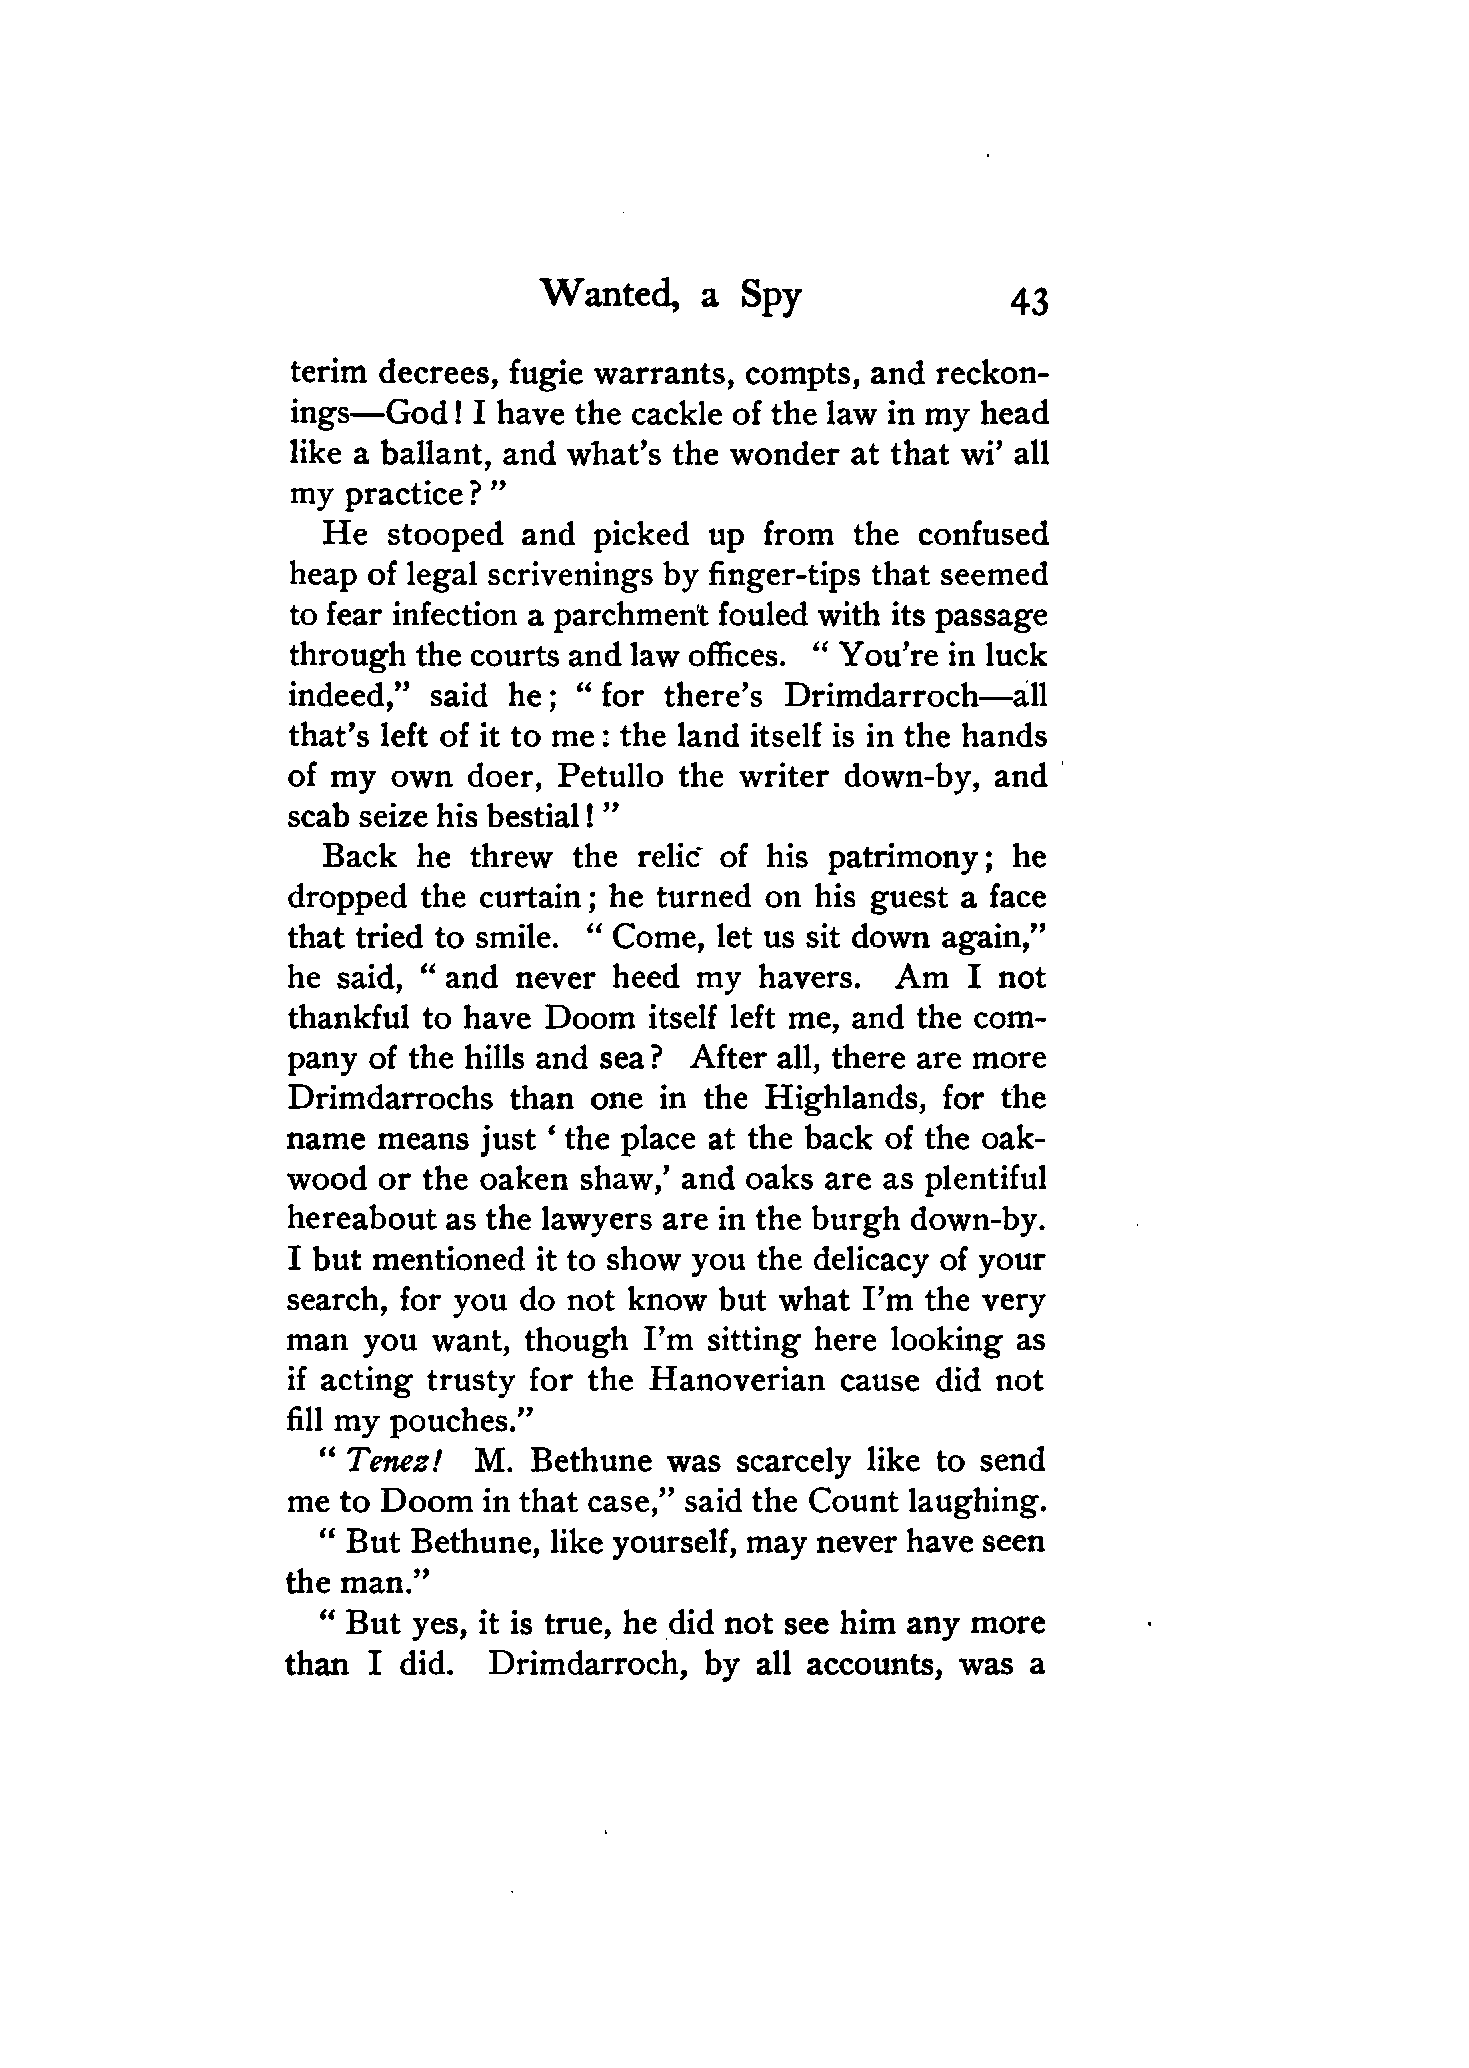 Wanted, a Spy 43
terim decrees, fugie warrants, compts, and reckon-
ings—God! I have the cackle of the law in my head
like a ballant, and what's the wonder at that wi' all
my practice?"
He stooped and picked up from the confused
heap of legal scrivenings by finger-tips that seemed
to fear infection a parchment fouled with its passage
through the courts and law offices. "You're in luck
indeed," said he; "for there's Drimdarroch—all
that's left of it to me: the land itself is in the hands
of my own doer, Petullo the writer down-by, and
scab seize his bestial!"
Back he threw the relic of his patrimony; he
dropped the curtain; he turned on his guest a face
that tried to smile. "Come, let us sit down again,"
he said, "and never heed my havers. Am I not
thankful to have Doom itself left me, and the com-
pany of the hills and sea? After all, there are more
Drimdarrochs than one in the Highlands, for the
name means just 'the place at the back of the oak-
wood or the oaken shaw,' and oaks are as plentiful
hereabout as the lawyers are in the burgh down-by.
I but mentioned it to show you the delicacy of your
search, for you do not know but what I'm the very
man you want, though I'm sitting here looking as
if acting trusty for the Hanoverian cause did not
fill my pouches."
"Tenez! M. Bethune was scarcely like to send
me to Doom in that case," said the Count laughing.
"But Bethune, like yourself, may never have seen
the man."
"But yes, it is true, he did not see him any more
than I did. Drimdarroch, by all accounts, was a